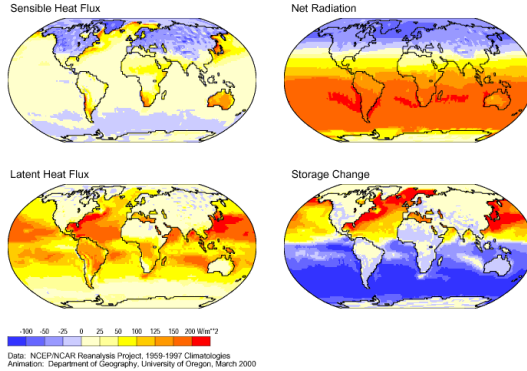 Sensible Heat Flux
Net Radiation
Latent Heat Flux
Storage Change
-100 -50 -25 0 25 50 100 125 150 200 W/m**2
Data: NCEP/NCAR Reanalysis Project, 1959-1997 Climatologies
Animation: Department of Geography, University of Oregon, March 2000